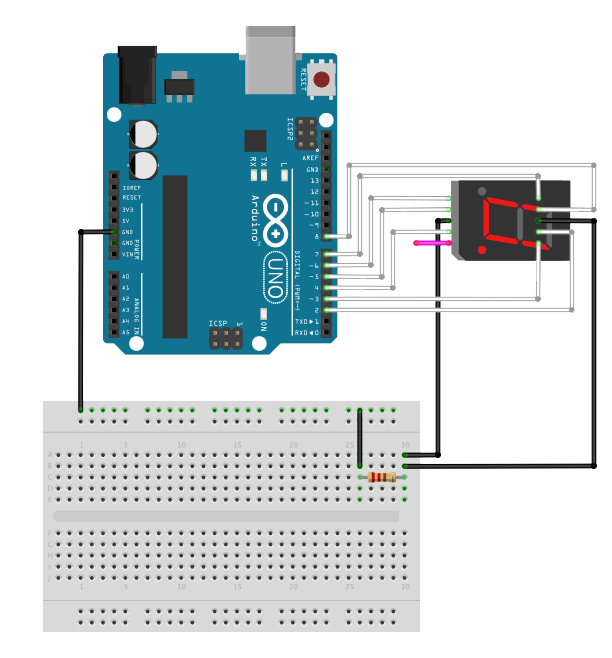 RESET
ICSP2
AREF
GND
13
12
~11
~10
~9
8
7
~6
~5
4
~3
2
TXD▶1
RXD◀0
IOREF
RESET
3V3
5V
GND
GND
VIN
POWER
A0
A1
A2
A3
A4
A5
ANALOG IN
RX
TX
L
Arduino™
UNO
DIGITAL (PWM=~)
ON
ICSP
1
5
10
15
20
25
30
A
B
C
D
E
F
G
H
I
J
1
5
10
15
20
25
30